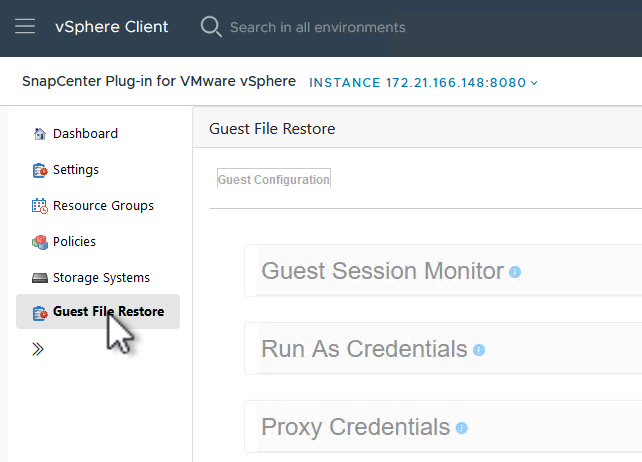 vSphere Client
Search in all environments
SnapCenter Plug-in for VMware vSphere INSTANCE 172.21.166.148:8080
Dashboard
Settings
Resource Groups
Policies
Storage Systems
Guest File Restore
Guest File Restore
Guest Configuration
Guest Session Monitor
Run As Credentials
Proxy Credentials